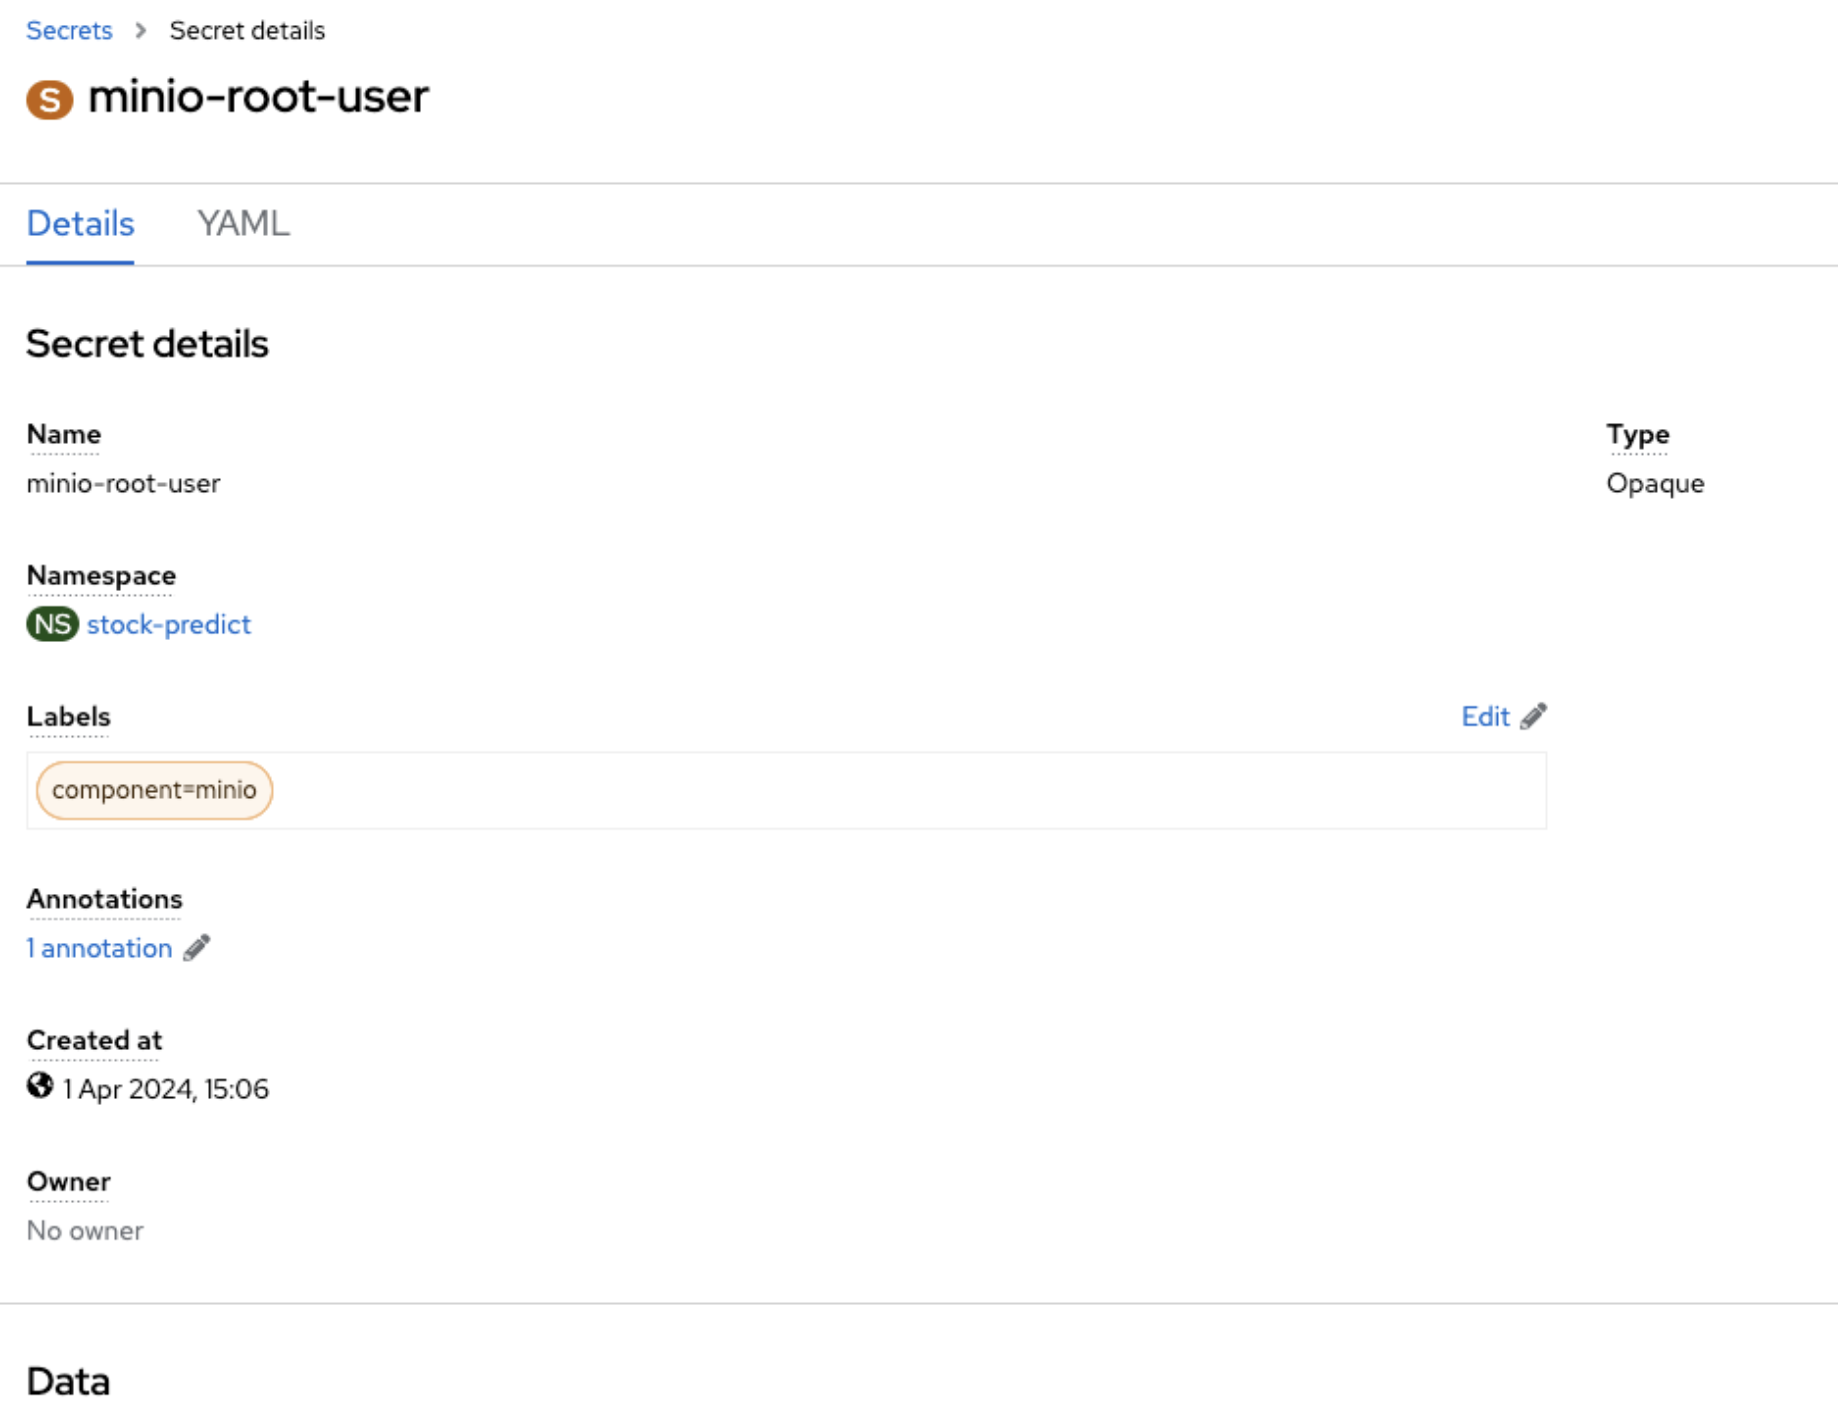 Secrets > Secret details
S minio-root-user
Details YAML
Secret details
Name
minio-root-user
Type
Opaque
Namespace
NS stock-predict
Labels
Edit
component=minio
Annotations
1 annotation
Created at
1 Apr 2024, 15:06
Owner
No owner
Data